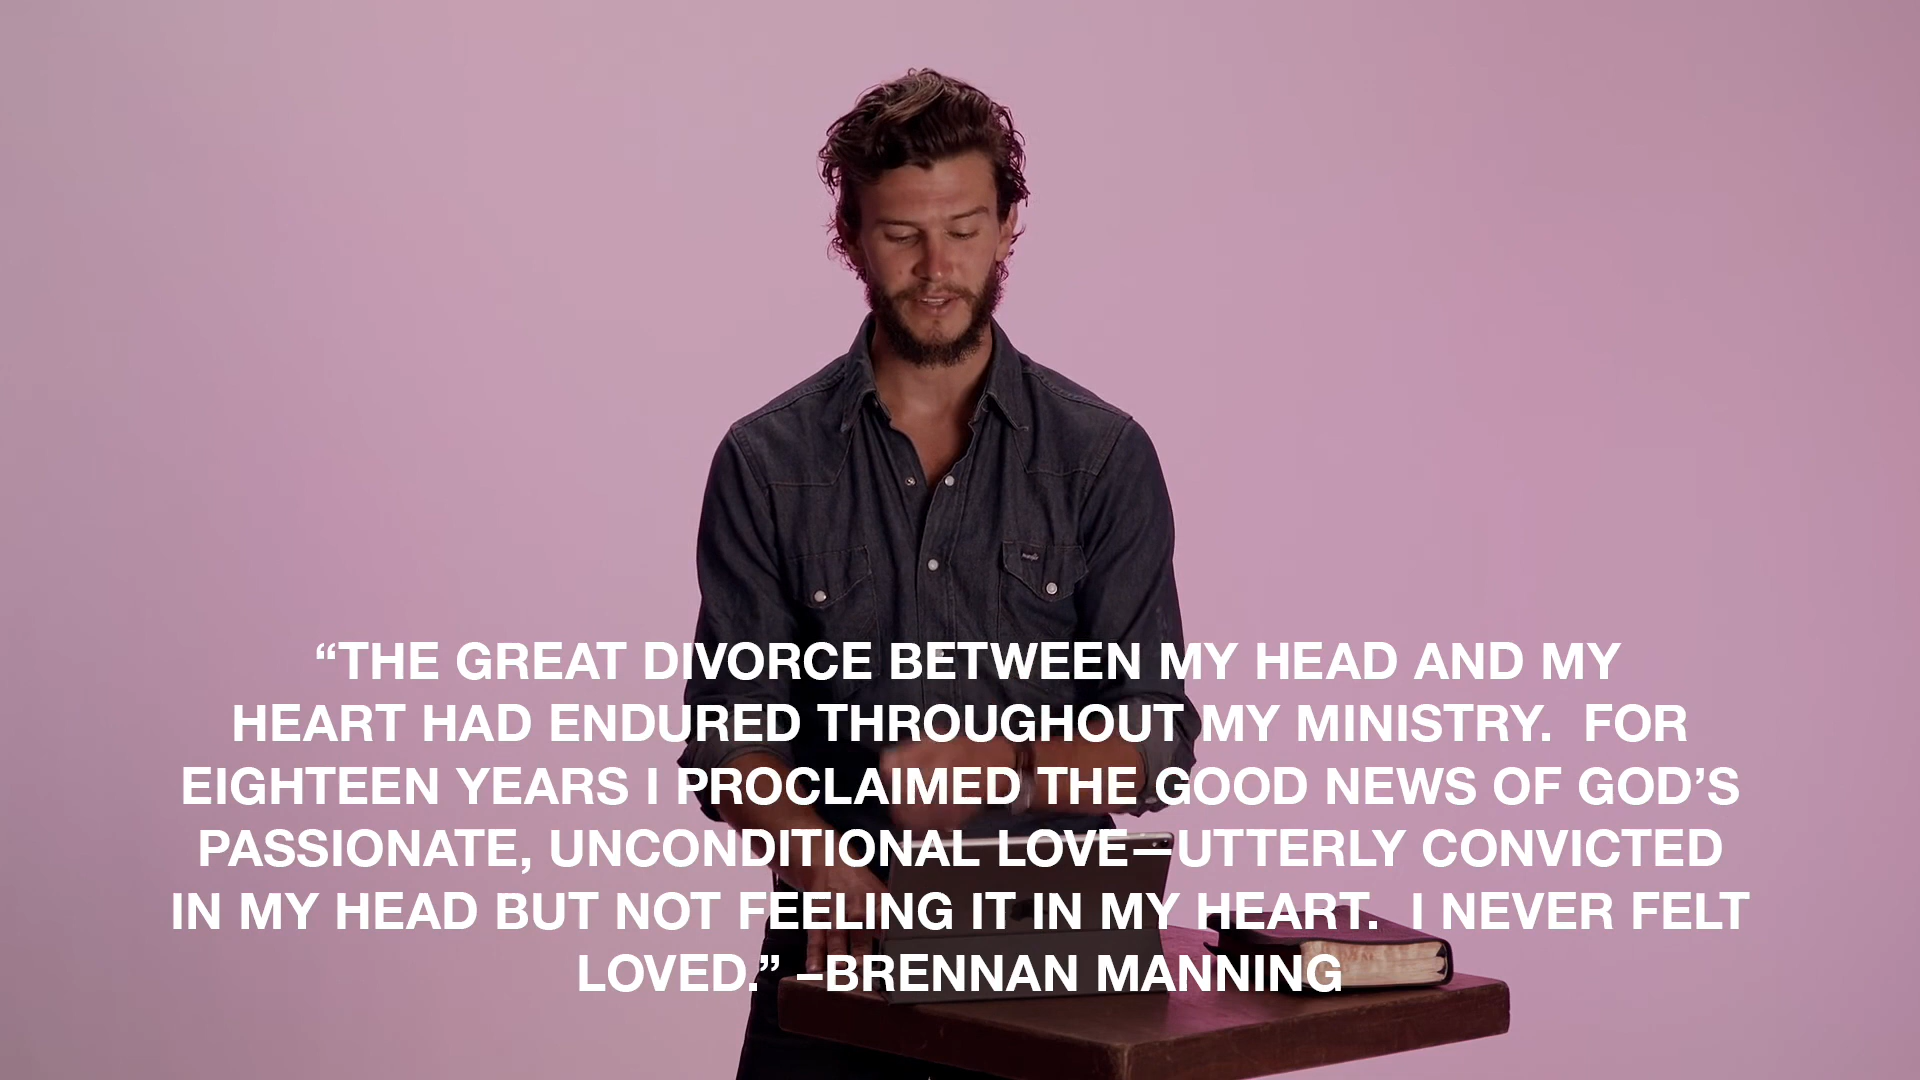 “THE GREAT DIVORCE BETWEEN MY HEAD AND MY
HEART HAD ENDURED THROUGHOUT MY MINISTRY.  FOR
EIGHTEEN YEARS I PROCLAIMED THE GOOD NEWS OF GOD’S
PASSIONATE, UNCONDITIONAL LOVE—UTTERLY CONVICTED
IN MY HEAD BUT NOT FEELING IT IN MY HEART.  I NEVER FELT
LOVED.” –BRENNAN MANNING